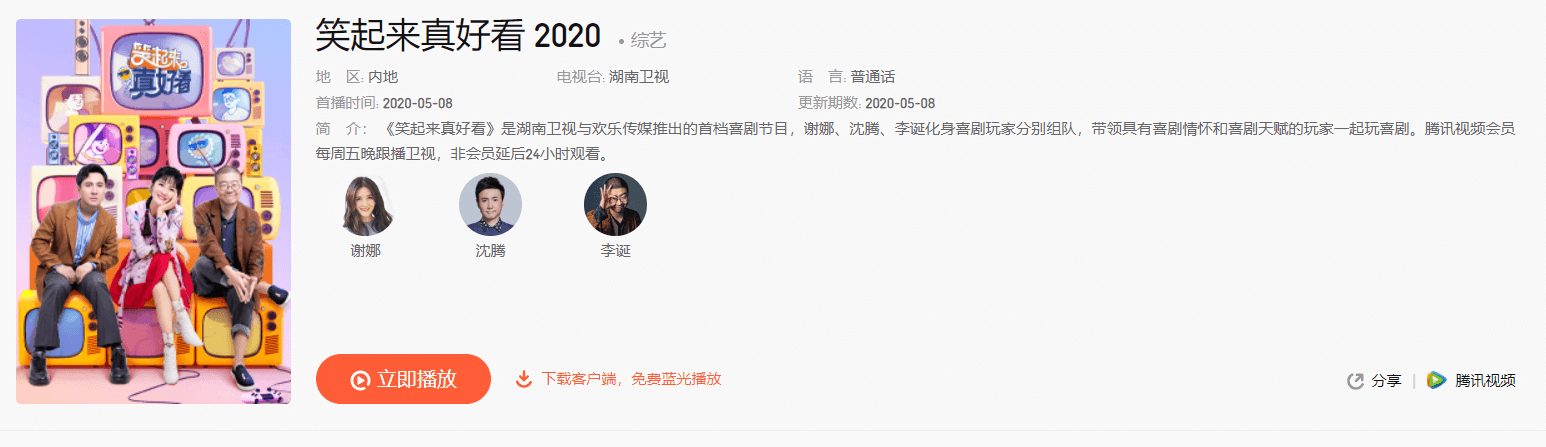 笑起来真好看 2020 • 综艺
笑起来
真好看
地 区: 内地 电视台: 湖南卫视 语 言: 普通话
首播时间: 2020-05-08 更新期数: 2020-05-08
简 介: 《笑起来真好看》是湖南卫视与欢乐传媒推出的首档喜剧节目，谢娜、沈腾、李诞化身喜剧玩家分别组队，带领具有喜剧情怀和喜剧天赋的玩家一起玩喜剧。腾讯视频会员
每周五晚跟播卫视，非会员延后24小时观看。
谢娜 沈腾 李诞
立即播放 下载客户端，免费蓝光播放 分享 | 腾讯视频